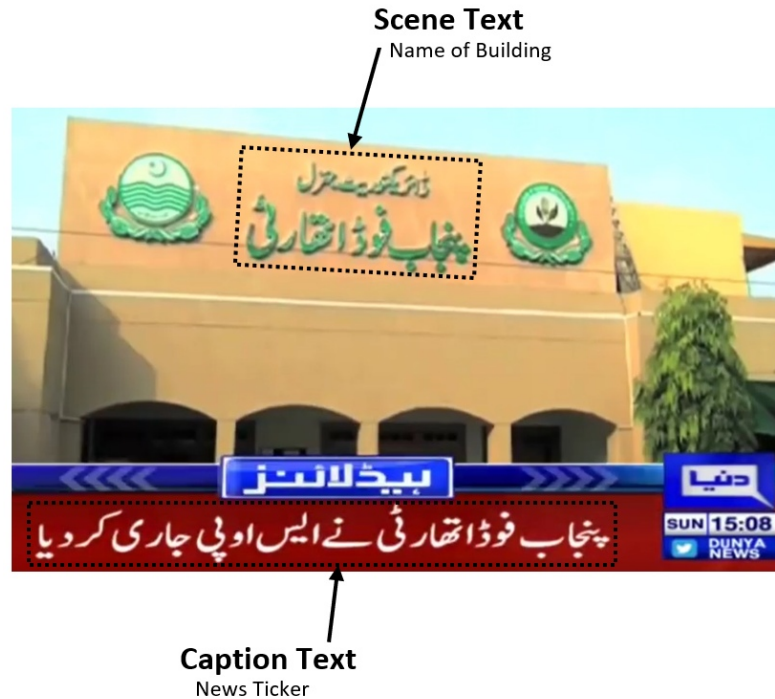 Scene Text
Name of Building
ڈائریکٹوریٹ جنرل
پنجاب فوڈ اتھارٹی
ہیڈلائنز
دنیا
پنجاب فوڈ اتھارٹی نے ایس او پی جاری کر دیا
SUN 15:08
DUNYA NEWS
Caption Text
News Ticker